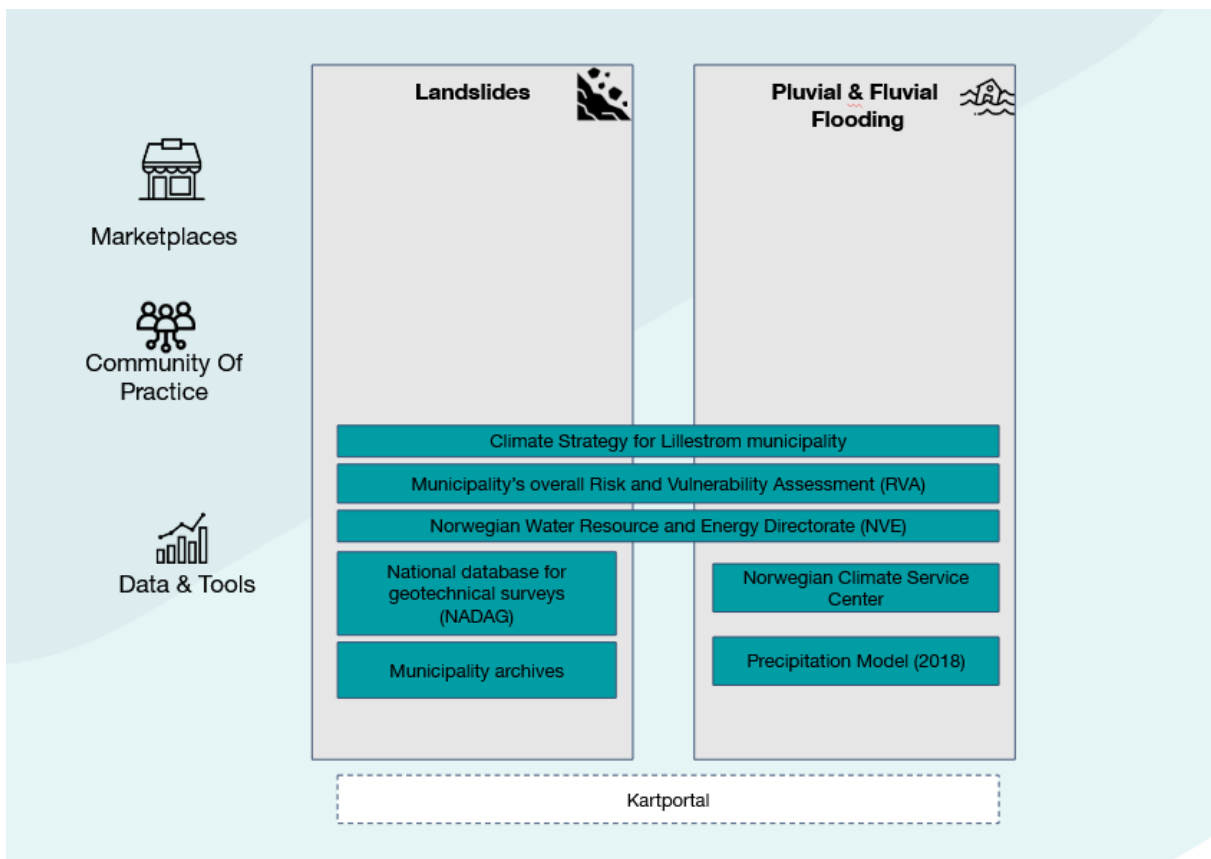 Landslides
Pluvial & Fluvial
Flooding
Marketplaces
Community Of
Practice
Climate Strategy for Lillestrøm municipality
Municipality's overall Risk and Vulnerability Assessment (RVA)
Norwegian Water Resource and Energy Directorate (NVE)
Data & Tools
National database for
geotechnical surveys
(NADAG)
Norwegian Climate Service
Center
Municipality archives
Precipitation Model (2018)
Kartportal